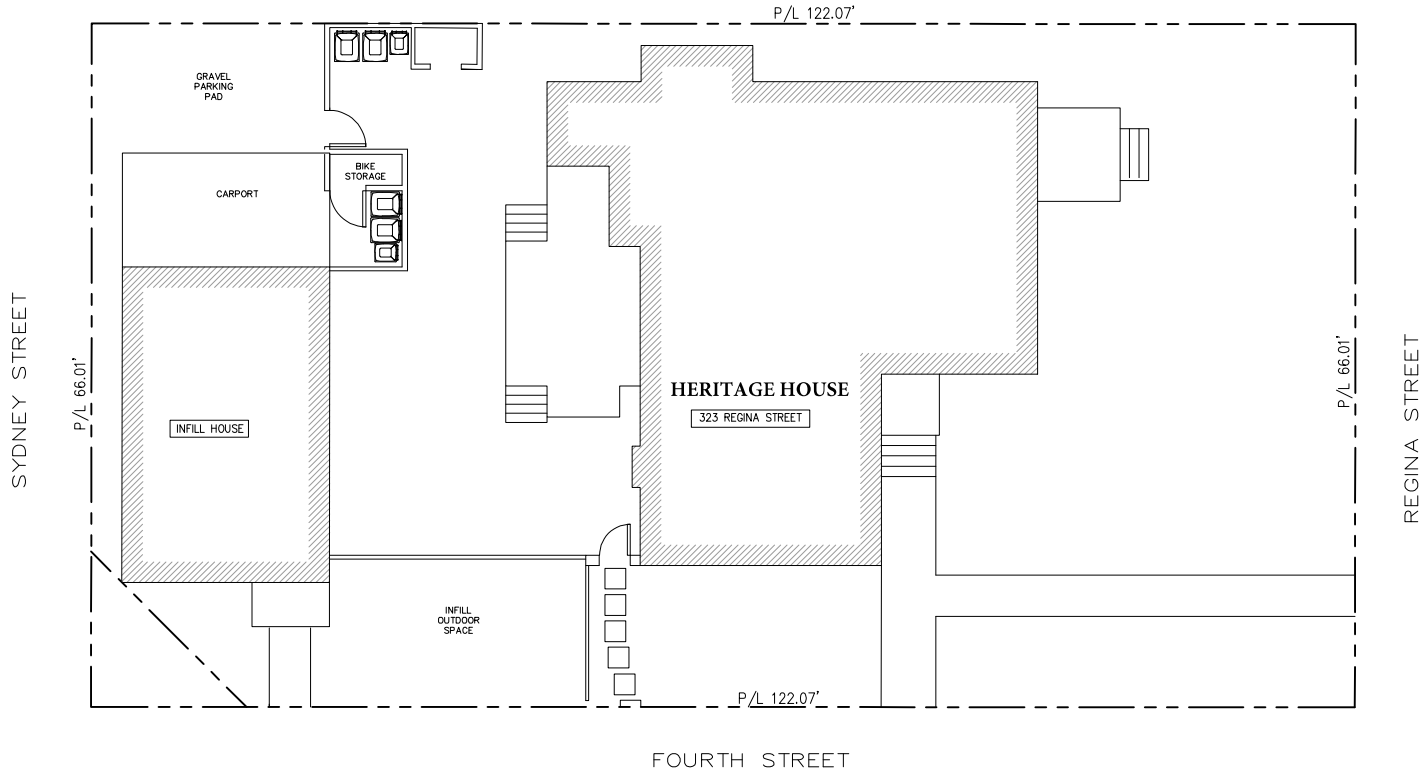 P/L 122.07'
GRAVEL
PARKING
PAD
BIKE
STORAGE
CARPORT
SYDNEY STREET
P/L 66.01'
INFILL HOUSE
HERITAGE HOUSE
323 REGINA STREET
P/L 66.01'
REGINA STREET
INFILL
OUTDOOR
SPACE
P/L 122.07'
FOURTH STREET